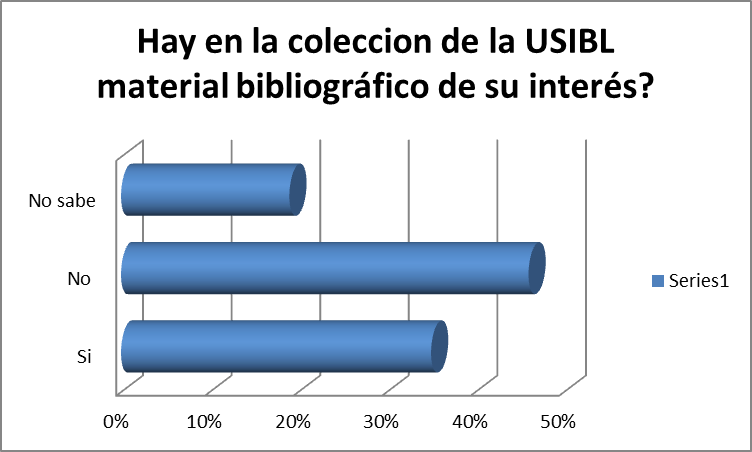 Hay en la coleccion de la USIBL
material bibliográfico de su interés?
No sabe
No
Si
Series1
0%
10%
20%
30%
40%
50%